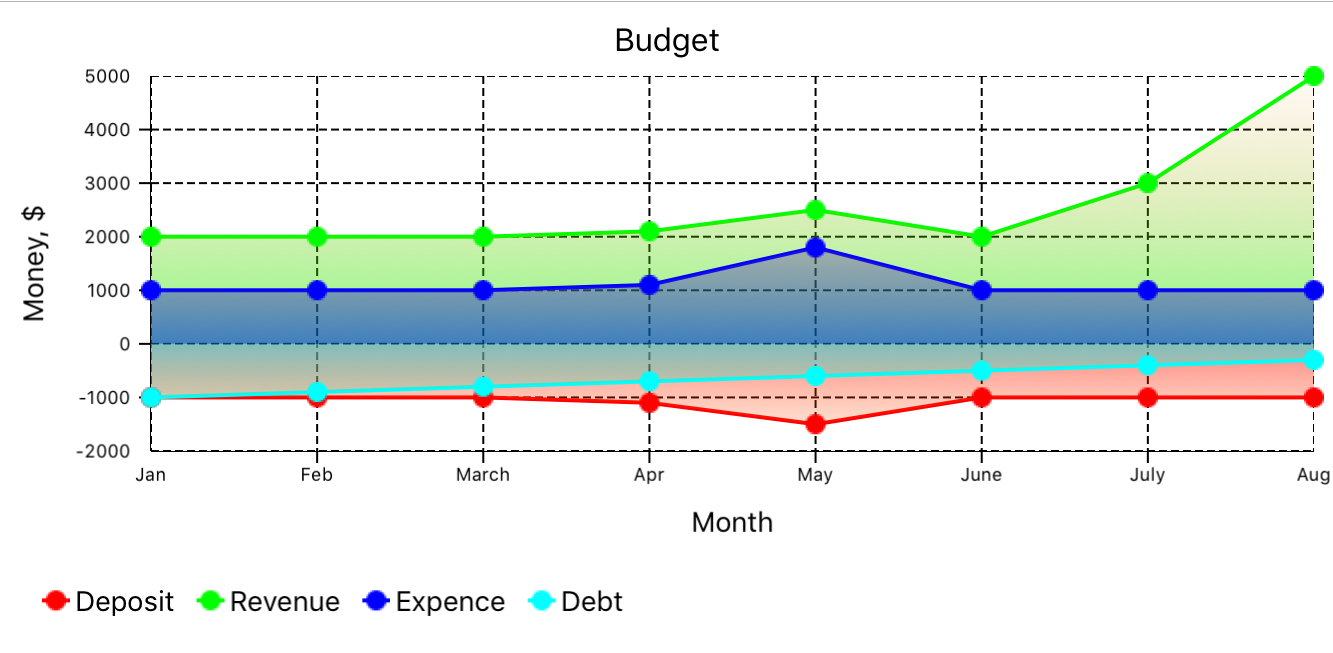 Budget
5000
4000
3000
2000
1000
0
-1000
-2000
Money, $
Jan Feb March Apr May June July Aug
Month
Deposit Revenue Expence Debt